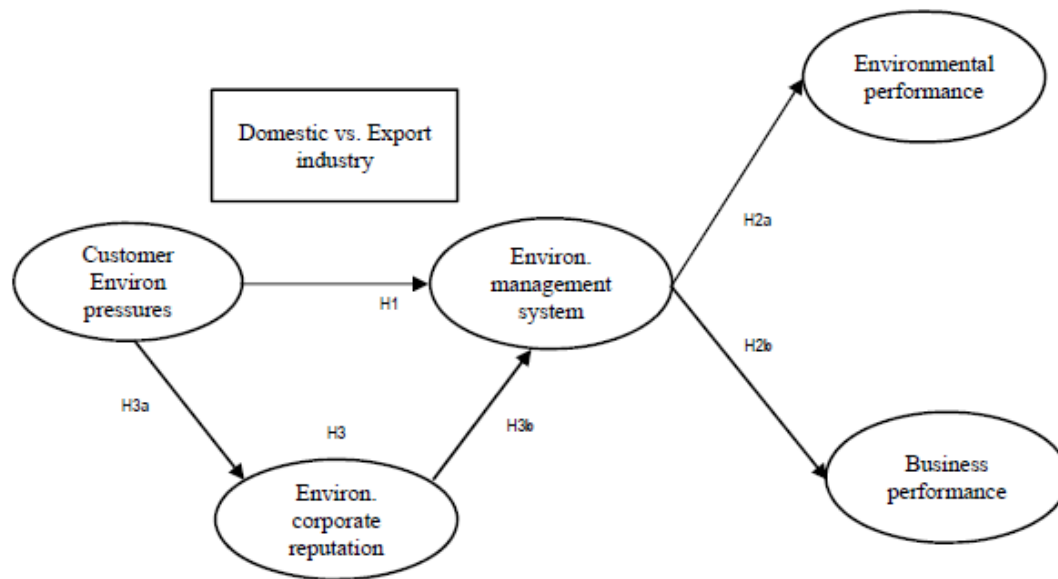 Environmental
performance
Domestic vs. Export
industry
H2a
Customer
Environ
pressures
H1
Environ.
management
system
H2b
H3a
H3
H3b
Environ.
corporate
reputation
Business
performance